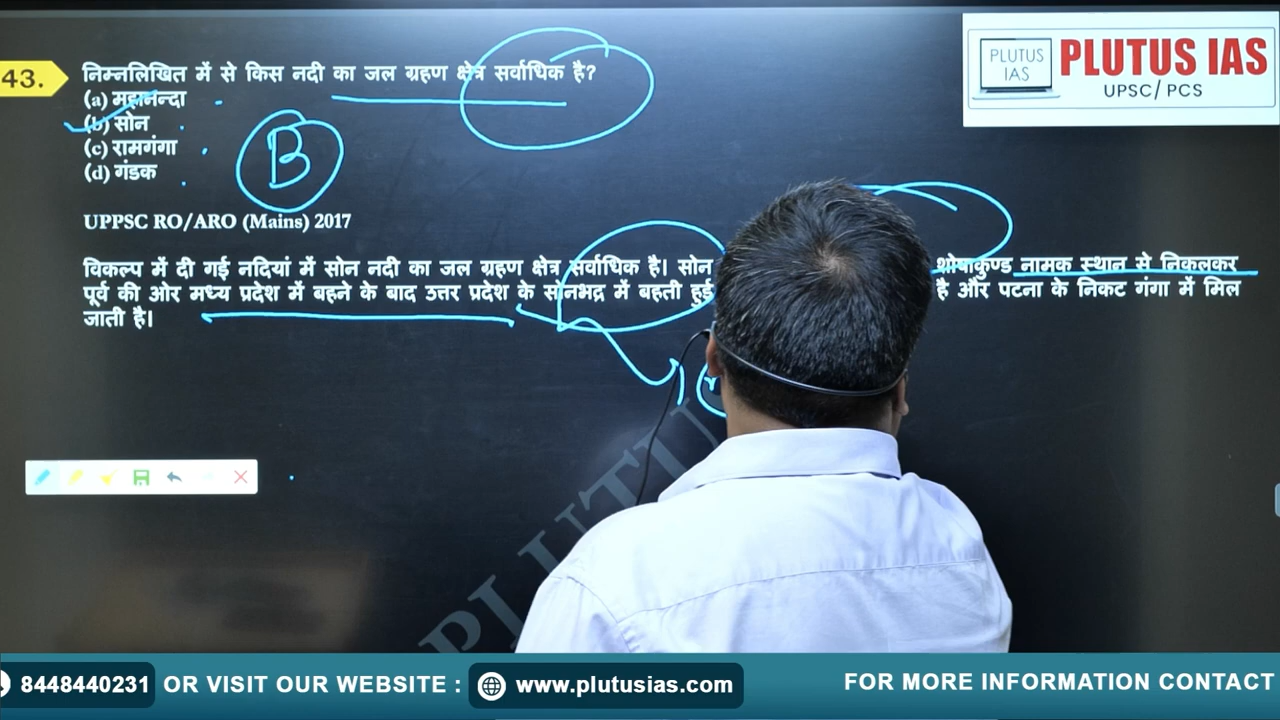 43.
निम्नलिखित में से किस नदी का जल ग्रहण क्षेत्र सर्वाधिक है?
(a) महानन्दा
(b) सोन
(c) रामगंगा
(d) गंडक
B
UPPSC RO/ARO (Mains) 2017
विकल्प में दी गई नदियां में सोन नदी का जल ग्रहण क्षेत्र सर्वाधिक है। सोन शोषाकुण्ड नामक स्थान से निकलकर
पूर्व की ओर मध्य प्रदेश में बहने के बाद उत्तर प्रदेश के सोनभद्र में बहती हुई है और पटना के निकट गंगा में मिल
जाती है।
PLUTUS IAS
PLUTUS IAS
UPSC/ PCS
PLUTU
8448440231 OR VISIT OUR WEBSITE : www.plutusias.com FOR MORE INFORMATION CONTACT